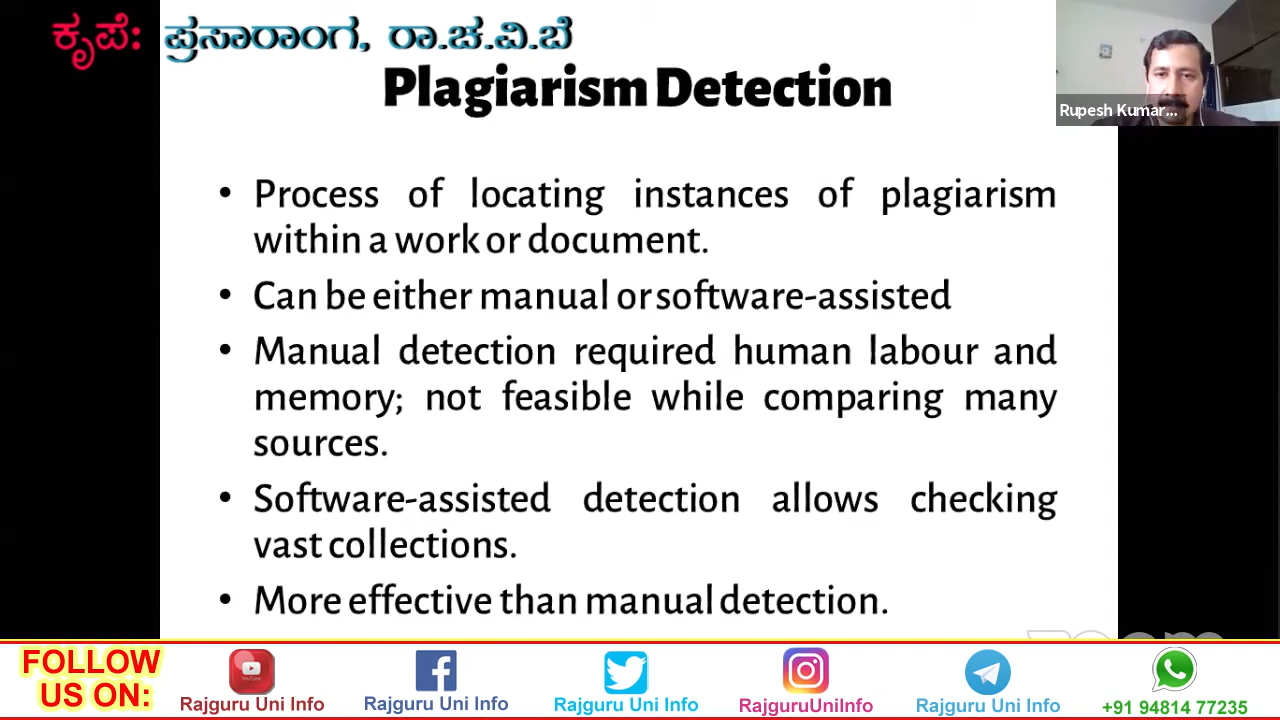 ಕೃಪೆ: ಪ್ರಸಾರಾಂಗ, ರಾ.ಚ.ವಿ.ಬೆ
Plagiarism Detection
Rupesh Kumar...
• Process of locating instances of plagiarism
within a work or document.
• Can be either manual or software-assisted
• Manual detection required human labour and
memory; not feasible while comparing many
sources.
• Software-assisted detection allows checking
vast collections.
• More effective than manual detection.
zoom
FOLLOW
US ON:
YouTube
Rajguru Uni Info
Rajguru Uni Info
Rajguru Uni Info
RajguruUniInfo
Rajguru Uni Info
+91 94814 77235